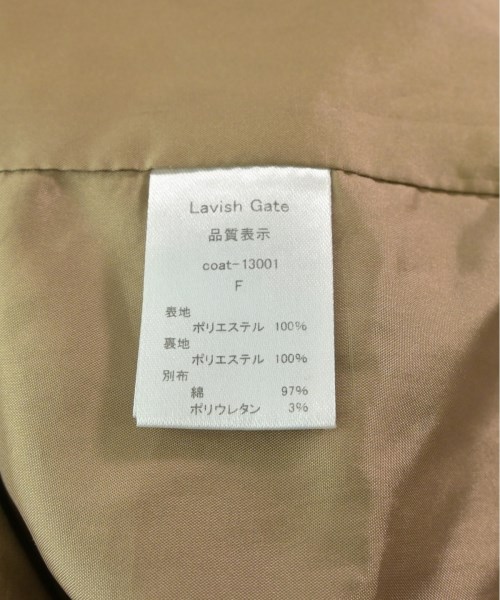 Lavish Gate
品質表示
coat-13001
F
表地
ポリエステル 100%
裏地
ポリエステル 100%
別布
綿 97%
ポリウレタン 3%